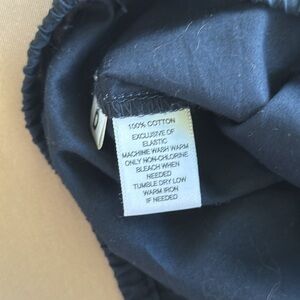 100% COTTON
EXCLUSIVE OF
ELASTIC
MACHINE WASH WARM
ONLY NON-CHLORINE
BLEACH WHEN
NEEDED
TUMBLE DRY LOW
WARM IRON
IF NEEDED